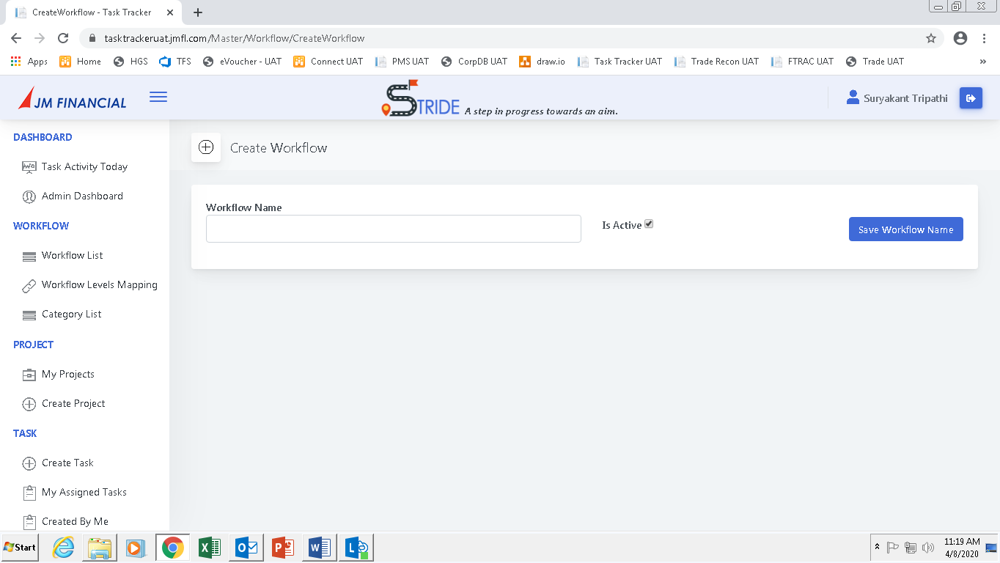 CreateWorkflow - Task Tracker
tasktrackeruat.jmfl.com/Master/Workflow/CreateWorkflow
Apps Home HGS TFS eVoucher - UAT Connect UAT PMS UAT CorpDB UAT draw.io Task Tracker UAT Trade Recon UAT FTRAC UAT Trade UAT »
JM FINANCIAL
STRIDE A step in progress towards an aim.
Suryakant Tripathi
DASHBOARD
Task Activity Today
Admin Dashboard
WORKFLOW
Workflow List
Workflow Levels Mapping
Category List
PROJECT
My Projects
Create Project
TASK
Create Task
My Assigned Tasks
Created By Me
Create Workflow
Workflow Name
Is Active
Save Workflow Name
Start
11:19 AM
4/8/2020